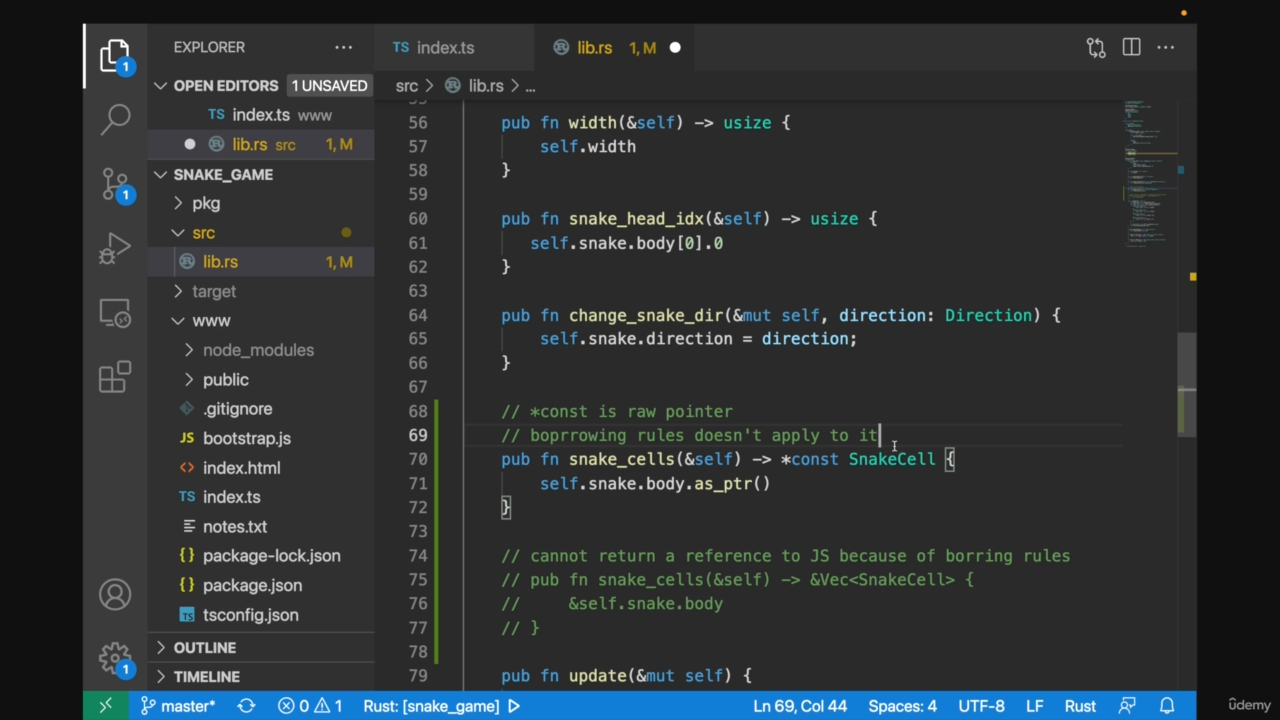 EXPLORER
TS index.ts
lib.rs 1, M
OPEN EDITORS 1 UNSAVED
src > lib.rs > ...
TS index.ts www
lib.rs src 1, M
SNAKE_GAME
pkg
src
lib.rs 1, M
target
www
node_modules
public
.gitignore
JS bootstrap.js
index.html
TS index.ts
notes.txt
{} package-lock.json
{} package.json
TS tsconfig.json
OUTLINE
TIMELINE
56 pub fn width(&self) -> usize {
57 self.width
58 }
59
60 pub fn snake_head_idx(&self) -> usize {
61 self.snake.body[0].0
62 }
63
64 pub fn change_snake_dir(&mut self, direction: Direction) {
65 self.snake.direction = direction;
66 }
67
68 // *const is raw pointer
69 // boprrowing rules doesn't apply to it
70 pub fn snake_cells(&self) -> *const SnakeCell {
71 self.snake.body.as_ptr()
72 }
73
74 // cannot return a reference to JS because of borring rules
75 // pub fn snake_cells(&self) -> &Vec<SnakeCell> {
76 // &self.snake.body
77 // }
78
79 pub fn update(&mut self) {
1
1
1
master* 0 1 Rust: [snake_game] Ln 69, Col 44 Spaces: 4 UTF-8 LF Rust
ûdemy